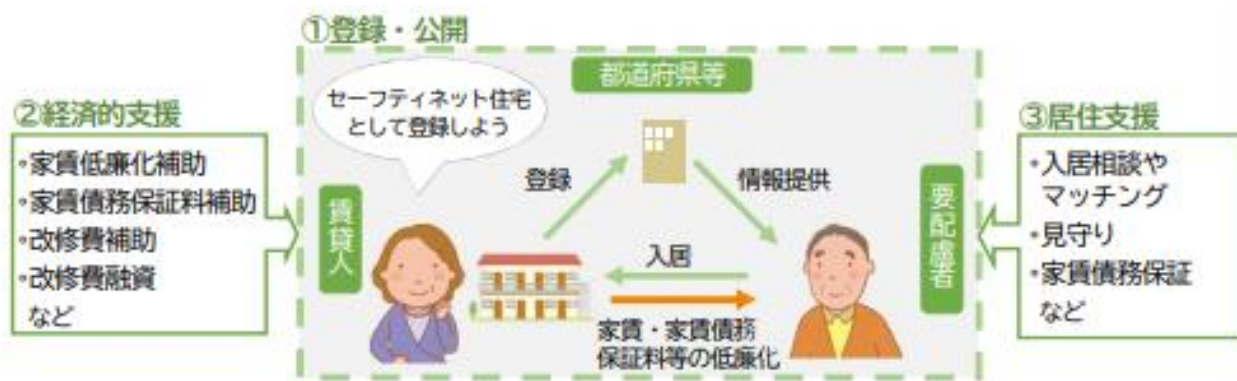 ①登録・公開
都道府県等
セーフティネット住宅
として登録しよう
②経済的支援
・家賃低廉化補助
・家賃債務保証料補助
・改修費補助
・改修費融資
など
賃貸人
登録
情報提供
入居
家賃・家賃債務
保証料等の低廉化
要配慮者
③居住支援
・入居相談や
マッチング
・見守り
・家賃債務保証
など